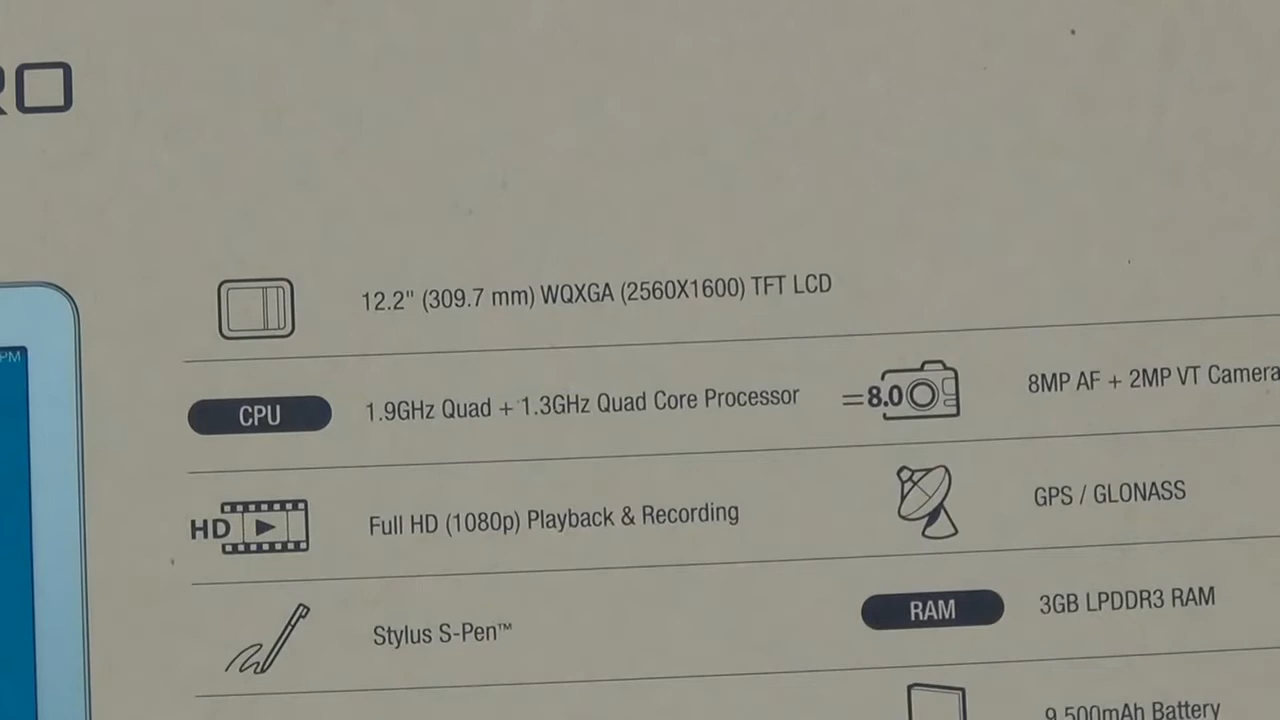 RO
PM
12.2" (309.7 mm) WQXGA (2560X1600) TFT LCD
CPU 1.9GHz Quad + 1.3GHz Quad Core Processor
=8.0 8MP AF + 2MP VT Camera
HD Full HD (1080p) Playback & Recording
GPS / GLONASS
Stylus S-Pen™
RAM 3GB LPDDR3 RAM
9,500mAh Battery